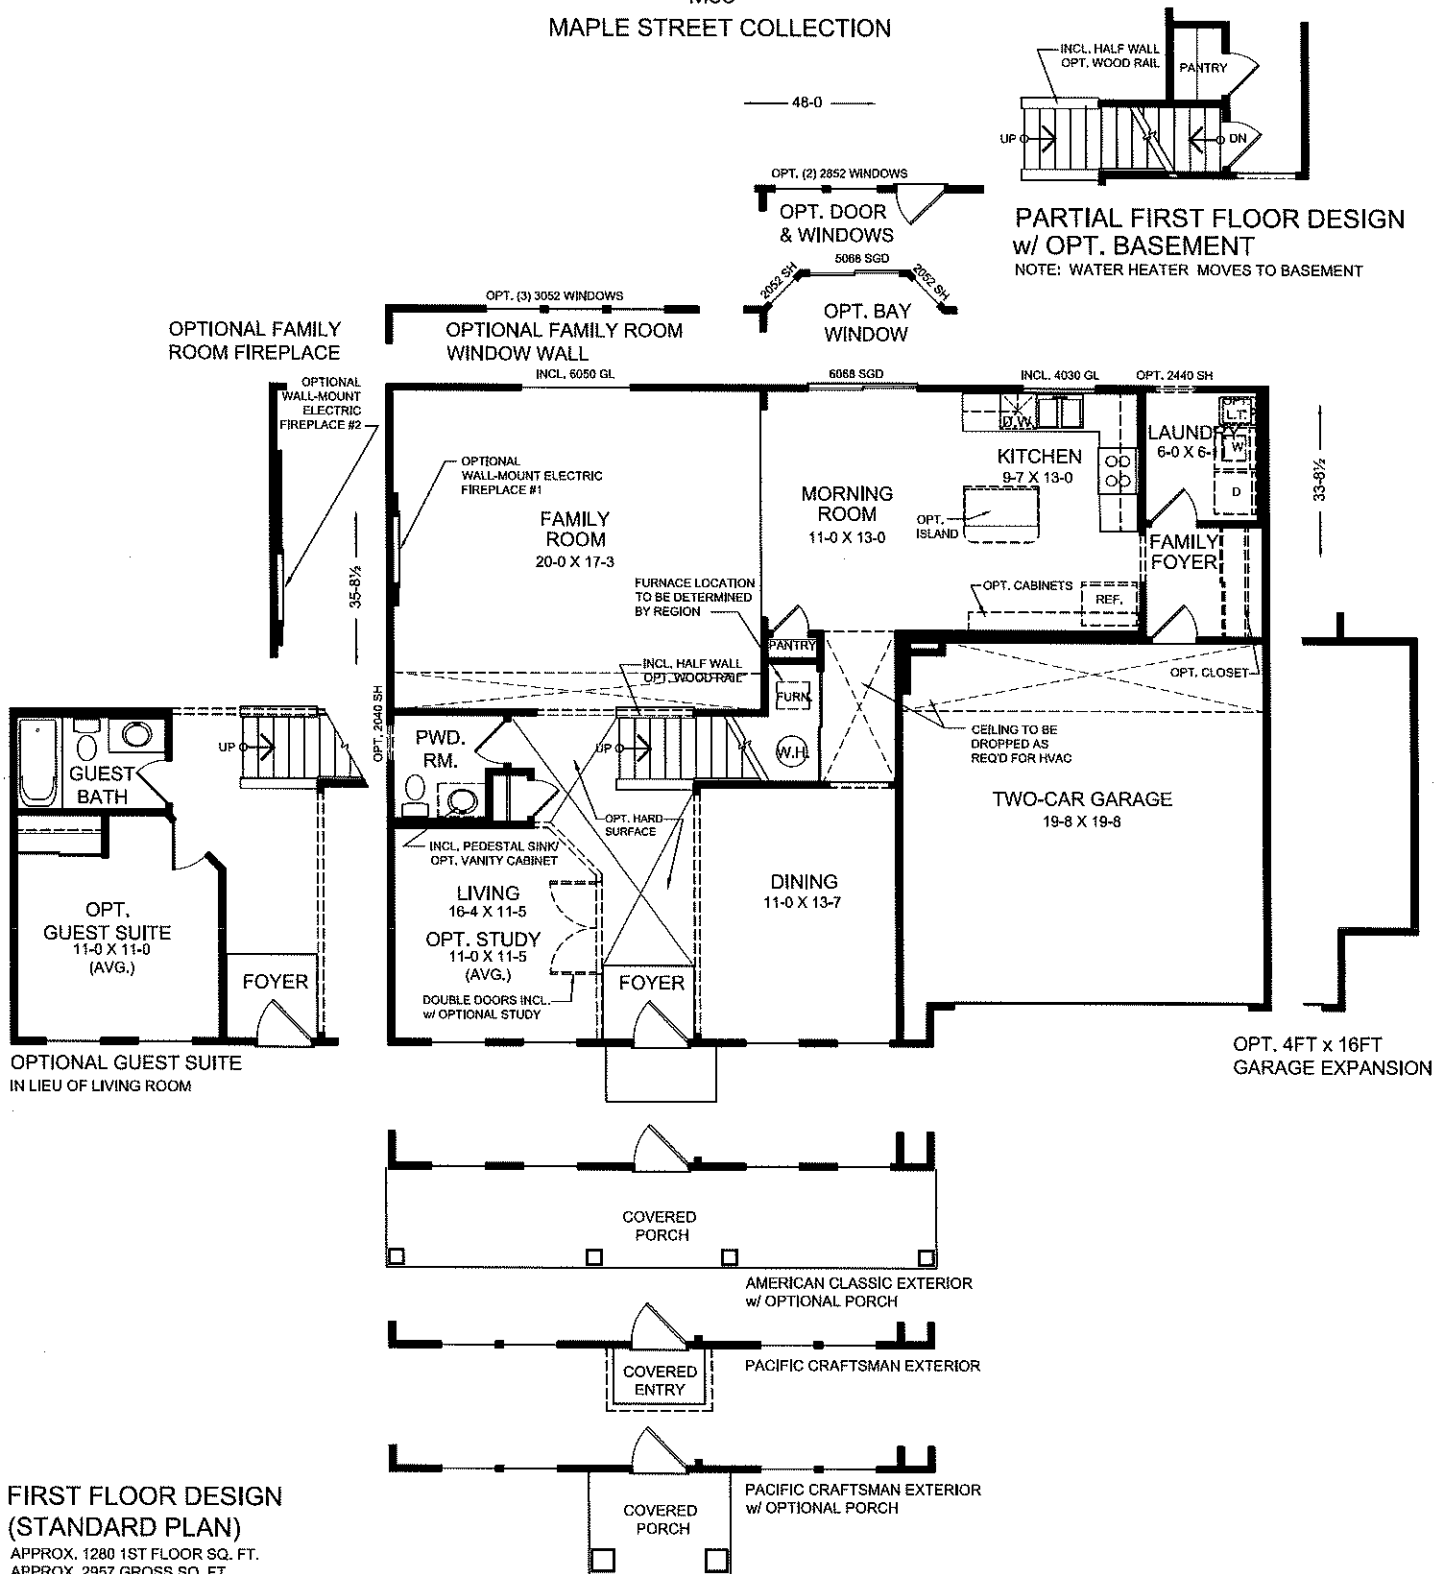 MAPLE STREET COLLECTION
INCL. HALF WALL
OPT. WOOD RAIL
PANTRY
48-0
UP
DN
OPT. (2) 2852 WINDOWS
OPT. DOOR
& WINDOWS
PARTIAL FIRST FLOOR DESIGN
w/ OPT. BASEMENT
NOTE: WATER HEATER MOVES TO BASEMENT
5068 SGD
2052 SH
2052 SH
OPT. BAY
WINDOW
OPT. (3) 3052 WINDOWS
OPTIONAL FAMILY ROOM
WINDOW WALL
OPTIONAL FAMILY
ROOM FIREPLACE
OPTIONAL
WALL-MOUNT
ELECTRIC
FIREPLACE #2
INCL. 6050 GL
6068 SGD
INCL. 4030 GL
OPT. 2440 SH
OPTIONAL
WALL-MOUNT ELECTRIC
FIREPLACE #1
FAMILY
ROOM
20-0 X 17-3
MORNING
ROOM
11-0 X 13-0
D.W.
KITCHEN
9-7 X 13-0
OPT.
ISLAND
OPT.
L.T.
LAUNDRY
W
D
FAMILY
FOYER
33-8½
35-8½
FURNACE LOCATION
TO BE DETERMINED
BY REGION
OPT. CABINETS
REF.
PANTRY
OPT. CLOSET
INCL. HALF WALL
OPT. WOOD RAIL
FURN.
W.H.
CEILING TO BE
DROPPED AS
REQ'D FOR HVAC
TWO-CAR GARAGE
19-8 X 19-8
OPT. 2040 SH
UP
GUEST
BATH
PWD.
RM.
UP
OPT. HARD
SURFACE
INCL. PEDESTAL SINK/
OPT. VANITY CABINET
LIVING
16-4 X 11-5
OPT. STUDY
11-0 X 11-5
(AVG.)
DOUBLE DOORS INCL.
w/ OPTIONAL STUDY
DINING
11-0 X 13-7
FOYER
OPT.
GUEST SUITE
11-0 X 11-0
(AVG.)
FOYER
OPTIONAL GUEST SUITE
IN LIEU OF LIVING ROOM
OPT. 4FT x 16FT
GARAGE EXPANSION
COVERED
PORCH
AMERICAN CLASSIC EXTERIOR
w/ OPTIONAL PORCH
COVERED
ENTRY
PACIFIC CRAFTSMAN EXTERIOR
COVERED
PORCH
PACIFIC CRAFTSMAN EXTERIOR
w/ OPTIONAL PORCH
FIRST FLOOR DESIGN
(STANDARD PLAN)
APPROX. 1280 1ST FLOOR SQ. FT.
APPROX. 2957 GROSS SQ. FT.